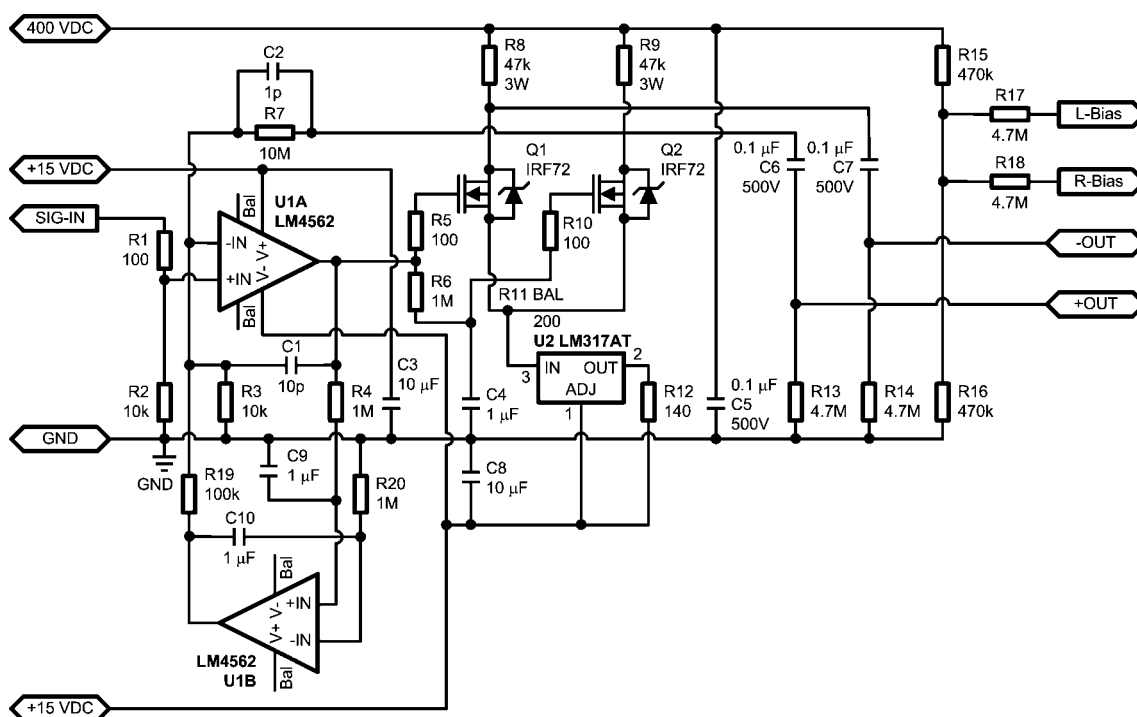 400 VDC
C2
1p
R7
10M
R8
47k
3W
R9
47k
3W
R15
470k
R17
4.7M
L-Bias
R18
4.7M
R-Bias
+15 VDC
SIG-IN
R1
100
Bal
U1A
LM4562
-IN
+IN
V+
V-
Bal
Q1
IRF72
Q2
IRF72
R5
100
R6
1M
R10
100
0.1 µF
C6
500V
0.1 µF
C7
500V
-OUT
+OUT
R11 BAL
200
U2 LM317AT
IN
OUT
ADJ
3
2
1
R12
140
C1
10p
R2
10k
R3
10k
R4
1M
C3
10 µF
C4
1 µF
0.1 µF
C5
500V
R13
4.7M
R14
4.7M
R16
470k
GND
GND
C9
1 µF
R20
1M
C8
10 µF
R19
100k
C10
1 µF
Bal
V-
V+
+IN
-IN
Bal
LM4562
U1B
+15 VDC